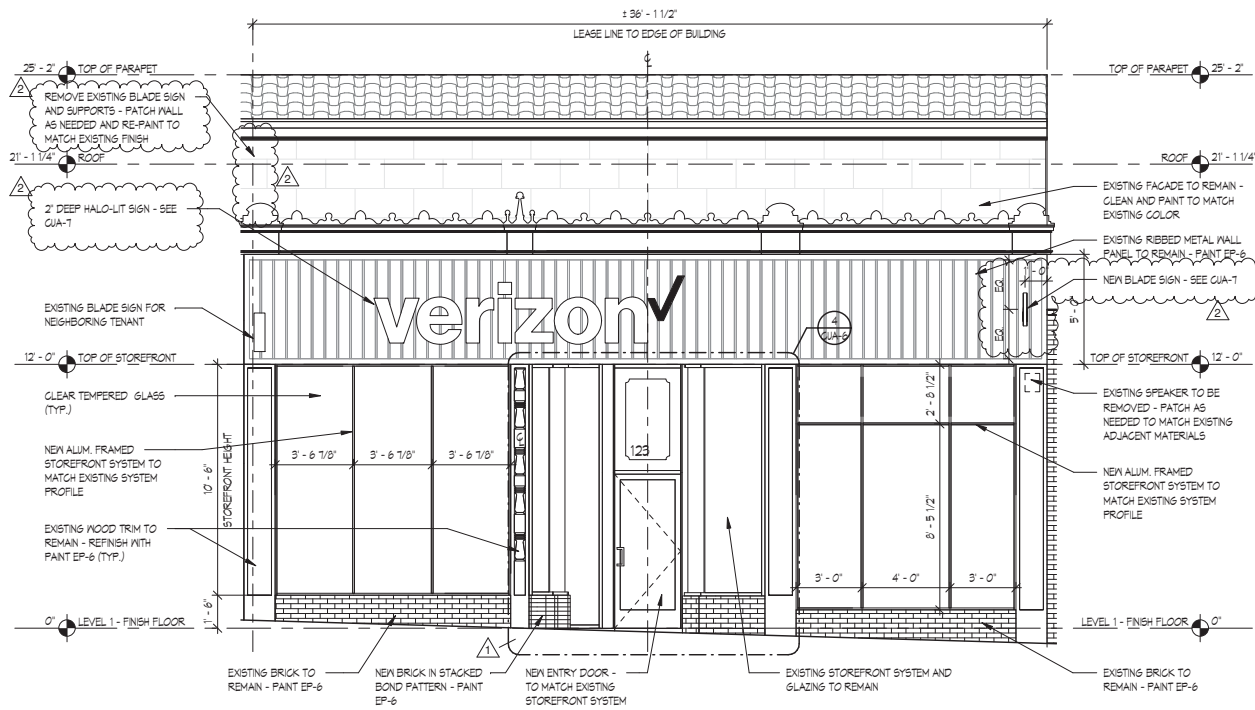 ± 36' - 1 1/2"
LEASE LINE TO EDGE OF BUILDING
25' - 2" TOP OF PARAPET
TOP OF PARAPET 25' - 2"
2
REMOVE EXISTING BLADE SIGN
AND SUPPORTS - PATCH WALL
AS NEEDED AND RE-PAINT TO
MATCH EXISTING FINISH
21' - 1 1/4" ROOF
ROOF 21' - 1 1/4"
2
2
2" DEEP HALO-LIT SIGN - SEE
CUA-7
EXISTING FACADE TO REMAIN -
CLEAN AND PAINT TO MATCH
EXISTING COLOR
EXISTING RIBBED METAL WALL
PANEL TO REMAIN - PAINT EP-6
1' - 0"
NEW BLADE SIGN - SEE CUA-7
2
EQ.
EQ.
5' - 0"
verizon
EXISTING BLADE SIGN FOR
NEIGHBORING TENANT
4
CUA-6
12' - 0" TOP OF STOREFRONT
TOP OF STOREFRONT 12' - 0"
CLEAR TEMPERED GLASS
(TYP.)
2' - 8 1/2"
EXISTING SPEAKER TO BE
REMOVED - PATCH AS
NEEDED TO MATCH EXISTING
ADJACENT MATERIALS
NEW ALUM. FRAMED
STOREFRONT SYSTEM TO
MATCH EXISTING SYSTEM
PROFILE
10' - 6"
STOREFRONT HEIGHT
3' - 6 7/8" 3' - 6 7/8" 3' - 6 7/8"
123
NEW ALUM. FRAMED
STOREFRONT SYSTEM TO
MATCH EXISTING SYSTEM
PROFILE
8' - 5 1/2"
EXISTING WOOD TRIM TO
REMAIN - REFINISH WITH
PAINT EP-6 (TYP.)
3' - 0" 4' - 0" 3' - 0"
1' - 6"
0" LEVEL 1 - FINISH FLOOR
LEVEL 1 - FINISH FLOOR 0"
1
EXISTING BRICK TO
REMAIN - PAINT EP-6
NEW BRICK IN STACKED
BOND PATTERN - PAINT
EP-6
NEW ENTRY DOOR -
TO MATCH EXISTING
STOREFRONT SYSTEM
EXISTING STOREFRONT SYSTEM AND
GLAZING TO REMAIN
EXISTING BRICK TO
REMAIN - PAINT EP-6